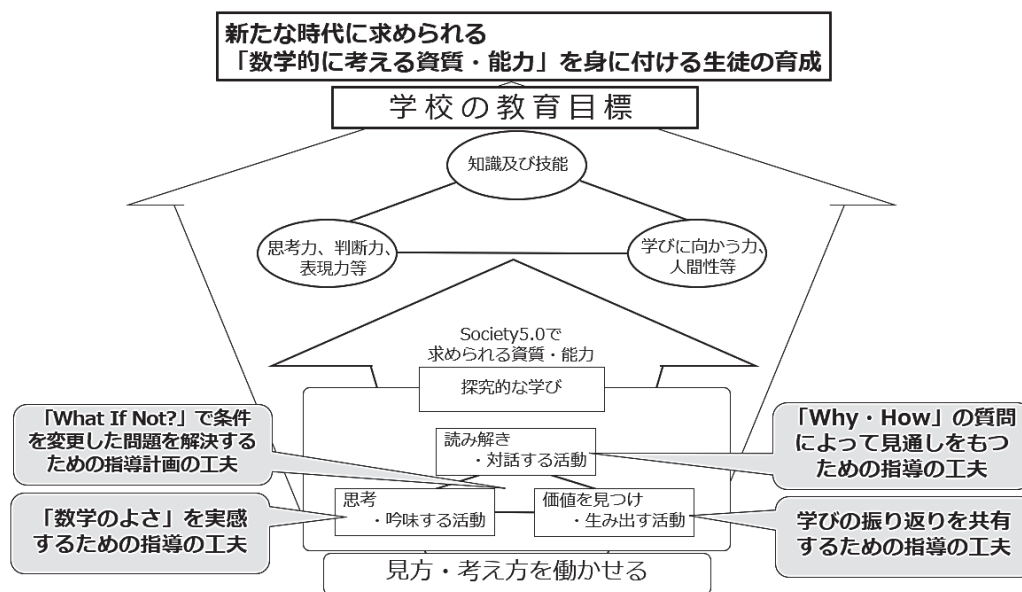 新たな時代に求められる
「数学的に考える資質・能力」を身に付ける生徒の育成
学校の教育目標
知識及び技能
思考力、判断力、
表現力等
学びに向かう力、
人間性等
Society5.0で
求められる資質・能力
探究的な学び
「What If Not?」で条件
を変更した問題を解決する
ための指導計画の工夫
「Why・How」の質問
によって見通しをもつ
ための指導の工夫
読み解き
・対話する活動
思考
・吟味する活動
価値を見つけ
・生み出す活動
「数学のよさ」を実感
するための指導の工夫
学びの振り返りを共有
するための指導の工夫
見方・考え方を働かせる